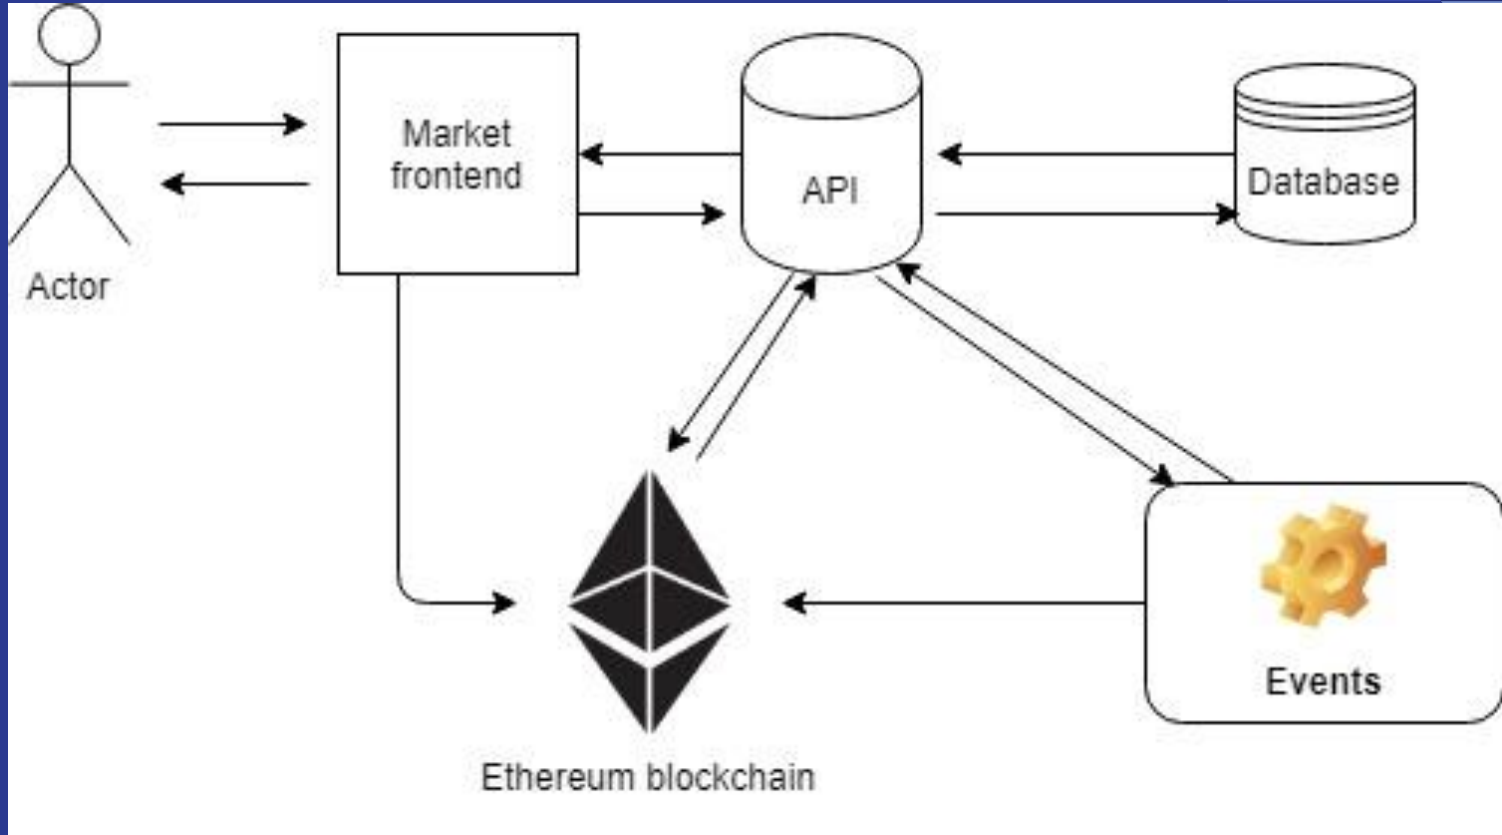 Market
frontend
API
Database
Actor
Events
Ethereum blockchain